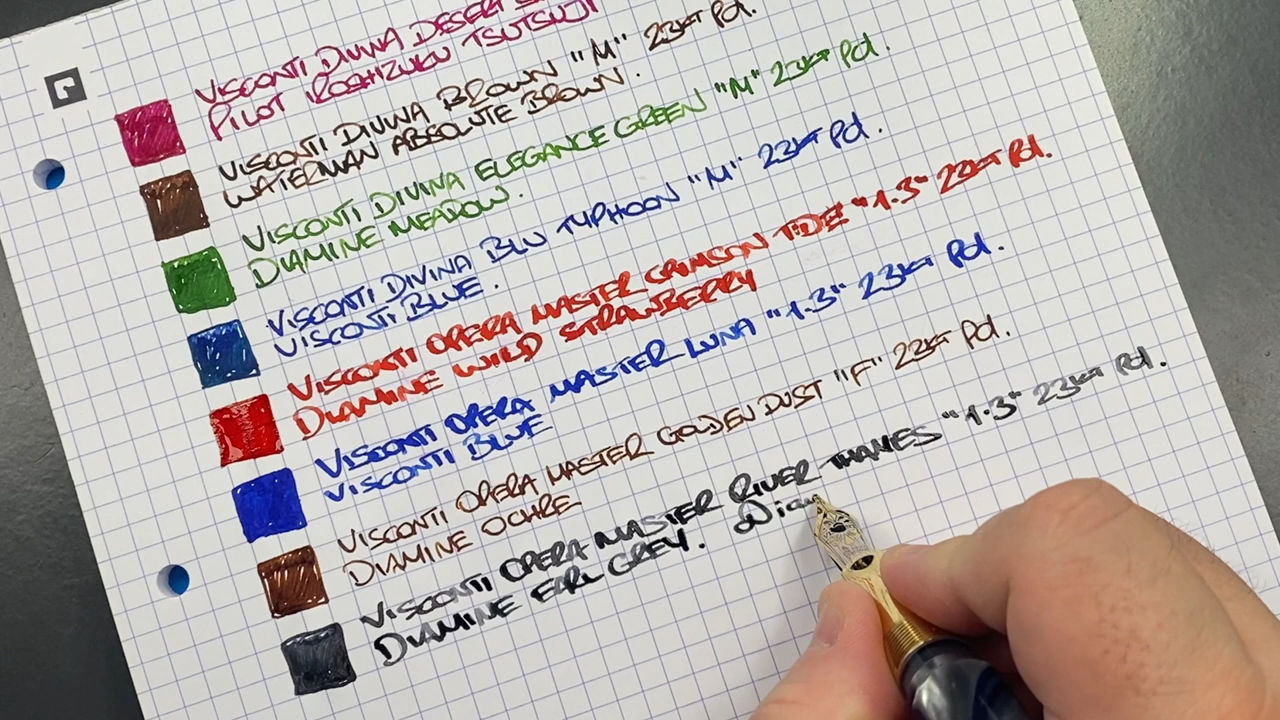 VISCONTI DIVINA DESERT
PILOT IROSHIZUKU TSUTSUJI
VISCONTI DIVINA BROWN "M" 23kt Pd.
WATERMAN ABSOLUTE BROWN.
VISCONTI DIVINA ELEGANCE GREEN "M" 23kt Pd.
DIAMINE MEADOW.
VISCONTI DIVINA BLU TYPHOON "M" 23kt Pd.
VISCONTI BLUE.
VISCONTI OPERA MASTER CRIMSON TIDE "1.3" 23kt Pd.
DIAMINE WILD STRAWBERRY
VISCONTI OPERA MASTER LUNA "1.3" 23kt Pd.
VISCONTI BLUE
VISCONTI OPERA MASTER GOLDEN DUST "F" 23kt Pd.
DIAMINE OCHRE
VISCONTI OPERA MASTER RIVER THAMES "1.3" 23kt Pd.
DIAMINE EARL GREY. Diam